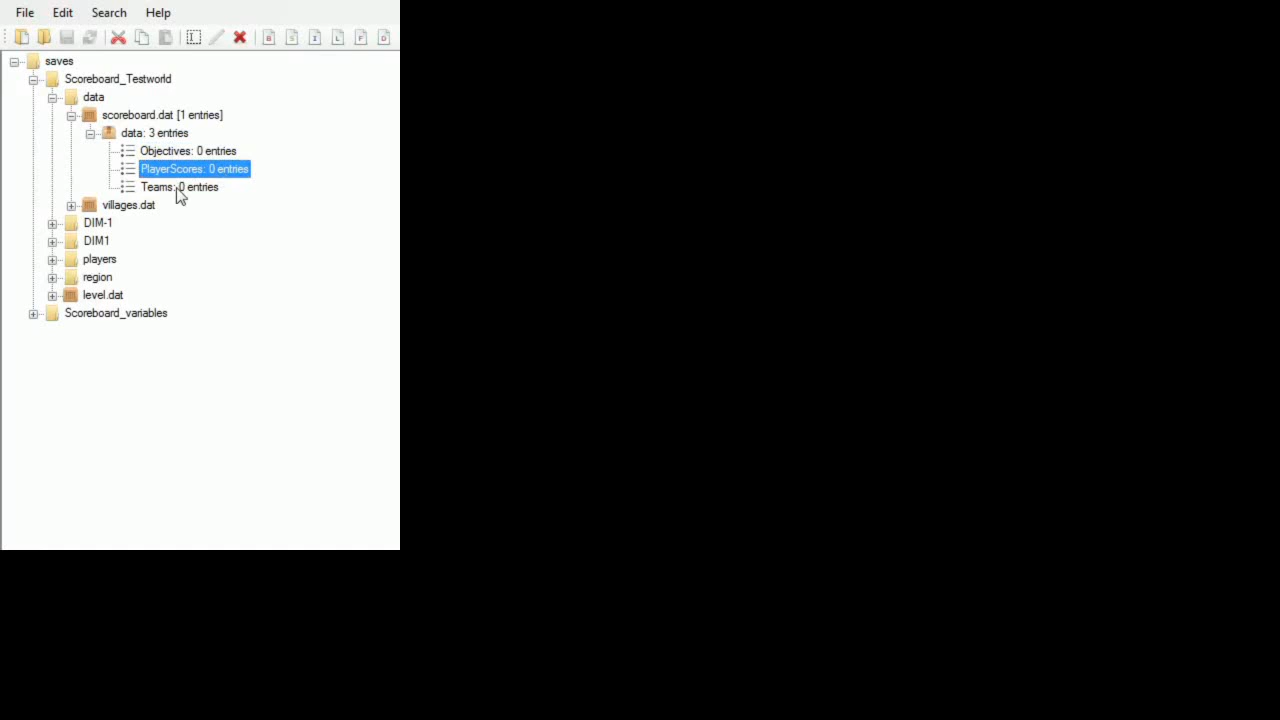 File Edit Search Help
B S I L F D
saves
Scoreboard_Testworld
data
scoreboard.dat [1 entries]
data: 3 entries
Objectives: 0 entries
PlayerScores: 0 entries
Teams: 0 entries
villages.dat
DIM-1
DIM1
players
region
level.dat
Scoreboard_variables